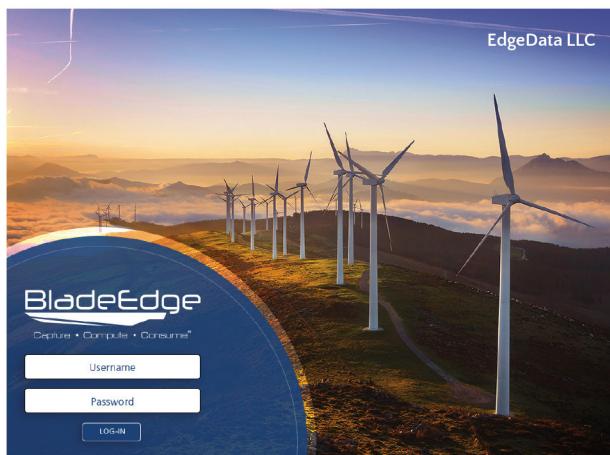 EdgeData LLC
BladeEdge
Capture • Compute • Consume™
Username
Password
LOG-IN